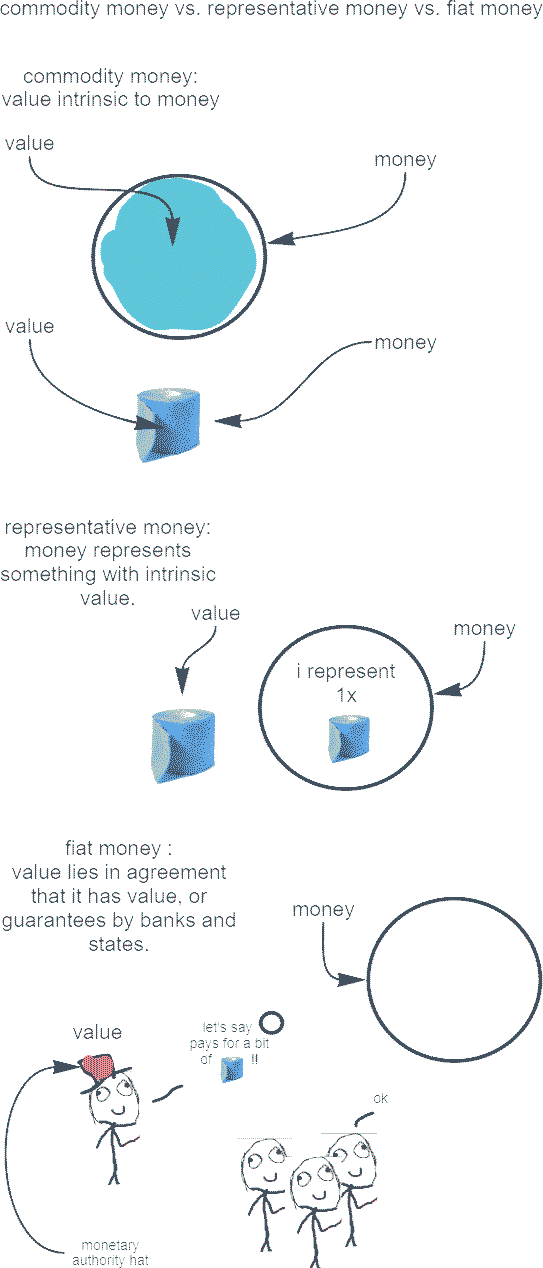 commodity money vs. representative money vs. fiat money
commodity money:
value intrinsic to money
value
money
value
money
representative money:
money represents
something with intrinsic
value.
value
money
i represent
1x
fiat money :
value lies in agreement
that it has value, or
guarantees by banks and
states.
money
value
let's say
pays for a bit
of !!
ok
monetary
authority hat